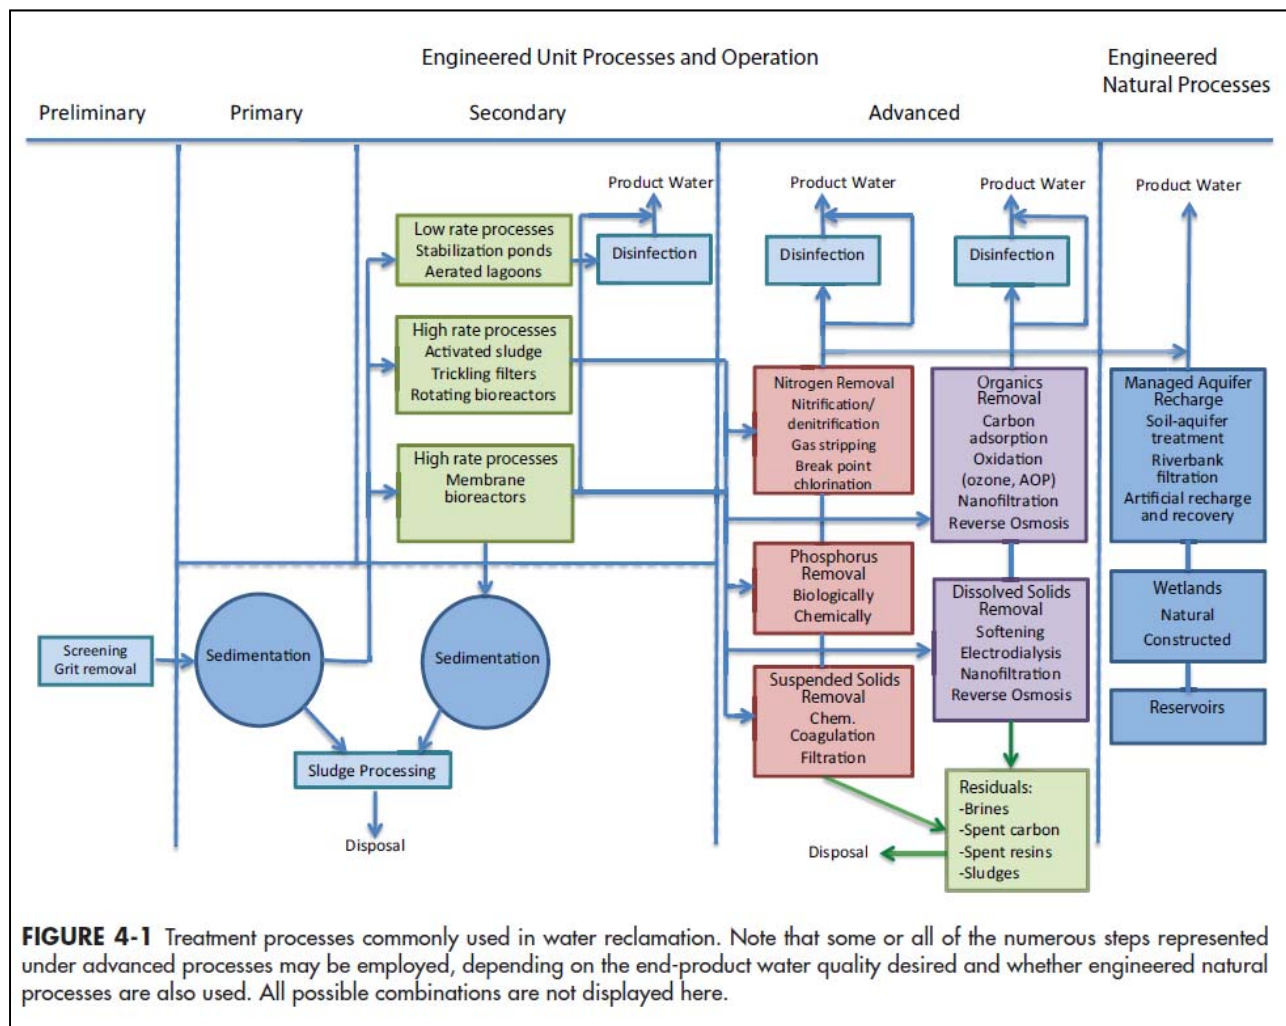 Engineered Unit Processes and Operation
Engineered
Natural Processes
Preliminary
Primary
Secondary
Advanced
Product Water
Product Water
Product Water
Product Water
Low rate processes
Stabilization ponds
Aerated lagoons
Disinfection
Disinfection
Disinfection
High rate processes
Activated sludge
Trickling filters
Rotating bioreactors
High rate processes
Membrane
bioreactors
Nitrogen Removal
Nitrification/
denitrification
Gas stripping
Break point
chlorination
Organics
Removal
Carbon
adsorption
Oxidation
(ozone, AOP)
Nanofiltration
Reverse Osmosis
Managed Aquifer
Recharge
Soil-aquifer
treatment
Riverbank
filtration
Artificial recharge
and recovery
Phosphorus
Removal
Biologically
Chemically
Dissolved Solids
Removal
Softening
Electrodialysis
Nanofiltration
Reverse Osmosis
Wetlands
Natural
Constructed
Screening
Grit removal
Sedimentation
Sedimentation
Suspended Solids
Removal
Chem.
Coagulation
Filtration
Reservoirs
Sludge Processing
Disposal
Residuals:
-Brines
-Spent carbon
-Spent resins
-Sludges
Disposal
FIGURE 4-1 Treatment processes commonly used in water reclamation. Note that some or all of the numerous steps represented
under advanced processes may be employed, depending on the end-product water quality desired and whether engineered natural
processes are also used. All possible combinations are not displayed here.